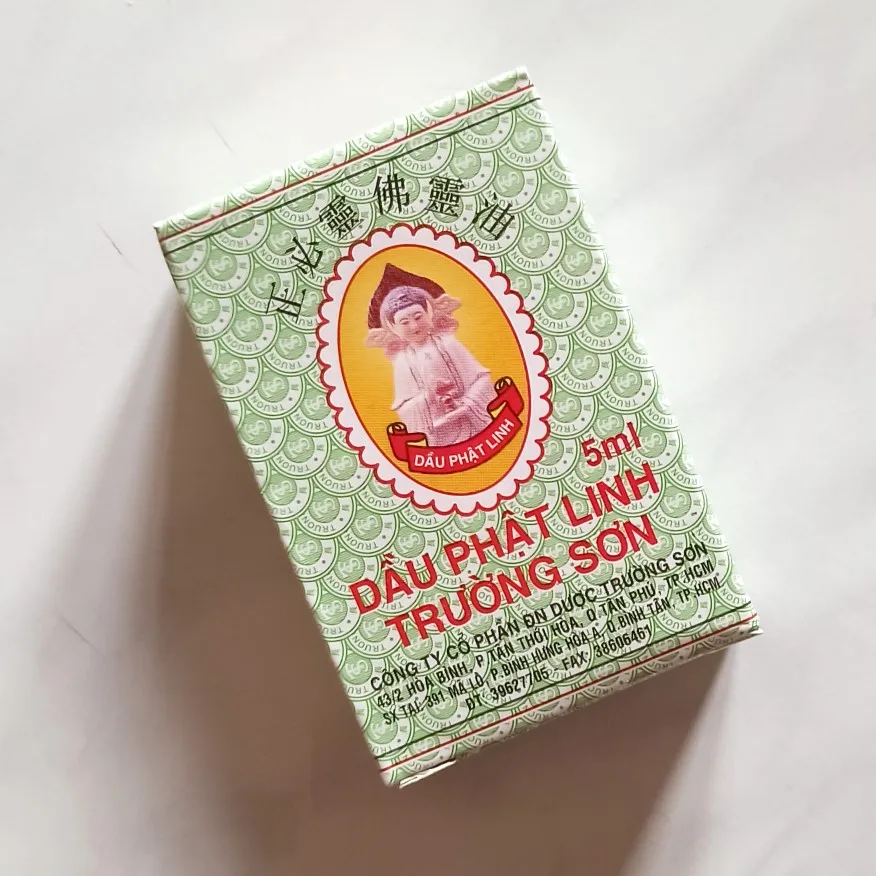 正宗靈佛靈油
DẦU PHẬT LINH
5ml
DẦU PHẬT LINH
TRƯỜNG SƠN
CÔNG TY CỔ PHẦN ĐN DƯỢC TRƯỜNG SƠN
43/2 HÒA BÌNH, P.TÂN THỚI HÒA, Q.TÂN PHÚ, TP.HCM
SX TẠI: 381 MÃ LÒ, P.BÌNH HƯNG HÒA A, Q.BÌNH TÂN, TP.HCM
ĐT: 39627705 - FAX: 38606461